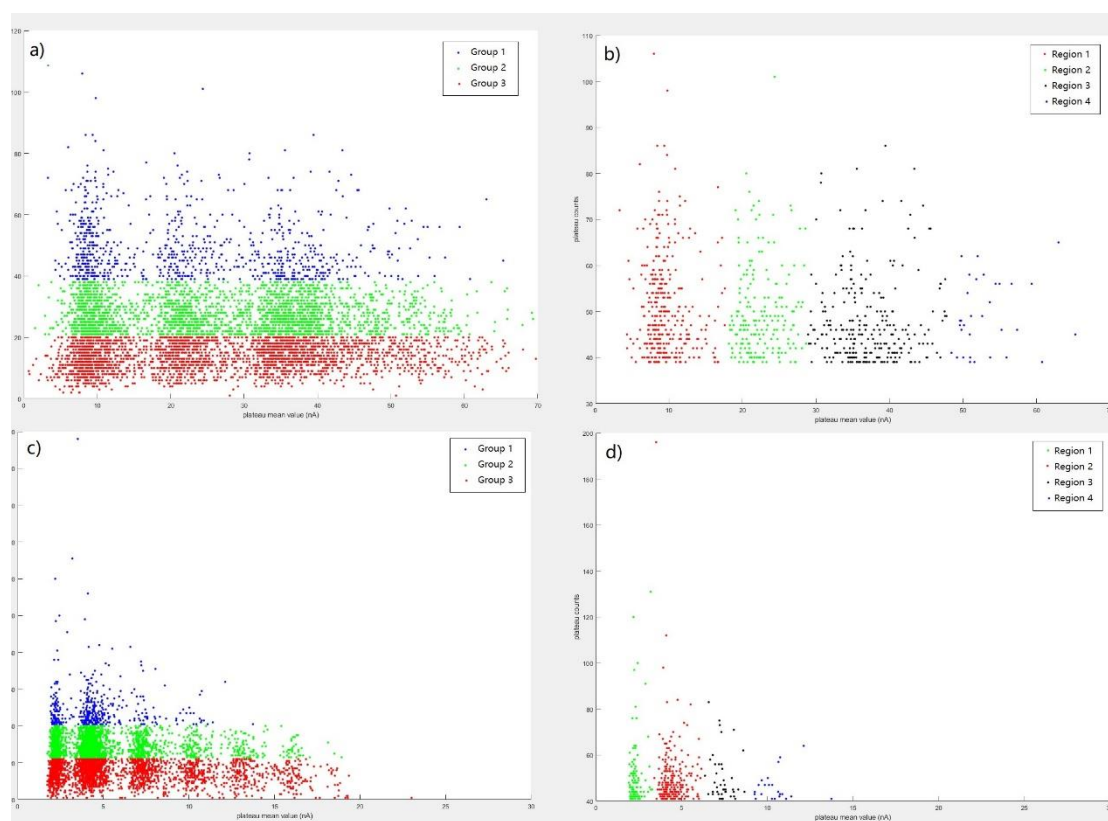 a)
Group 1
Group 2
Group 3
120
100
80
60
40
20
0
0 10 20 30 40 50 60 70
plateau mean value (nA)
b)
Region 1
Region 2
Region 3
Region 4
plateau counts
110
100
90
80
70
60
50
40
30
0 10 20 30 40 50 60
plateau mean value (nA)
c)
Group 1
Group 2
Group 3
0 5 10 15 20 25 30
plateau mean value (nA)
d)
Region 1
Region 2
Region 3
Region 4
plateau counts
200
180
160
140
120
100
80
60
40
0 5 10 15 20 25 30
plateau mean value (nA)